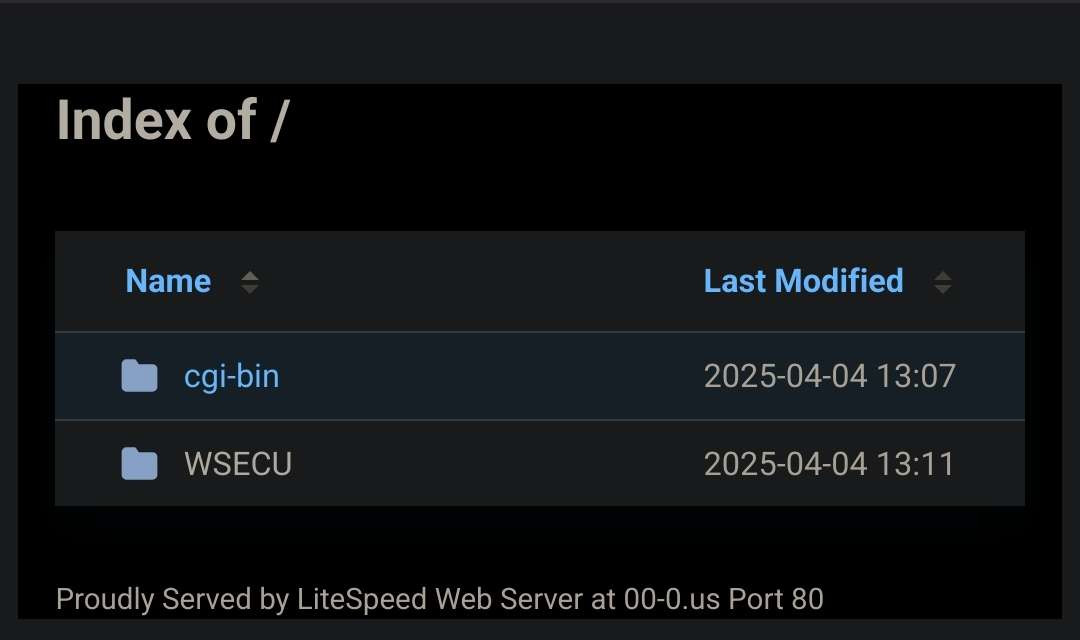 Index of /
Name Last Modified
cgi-bin 2025-04-04 13:07
WSECU 2025-04-04 13:11
Proudly Served by LiteSpeed Web Server at 00-0.us Port 80